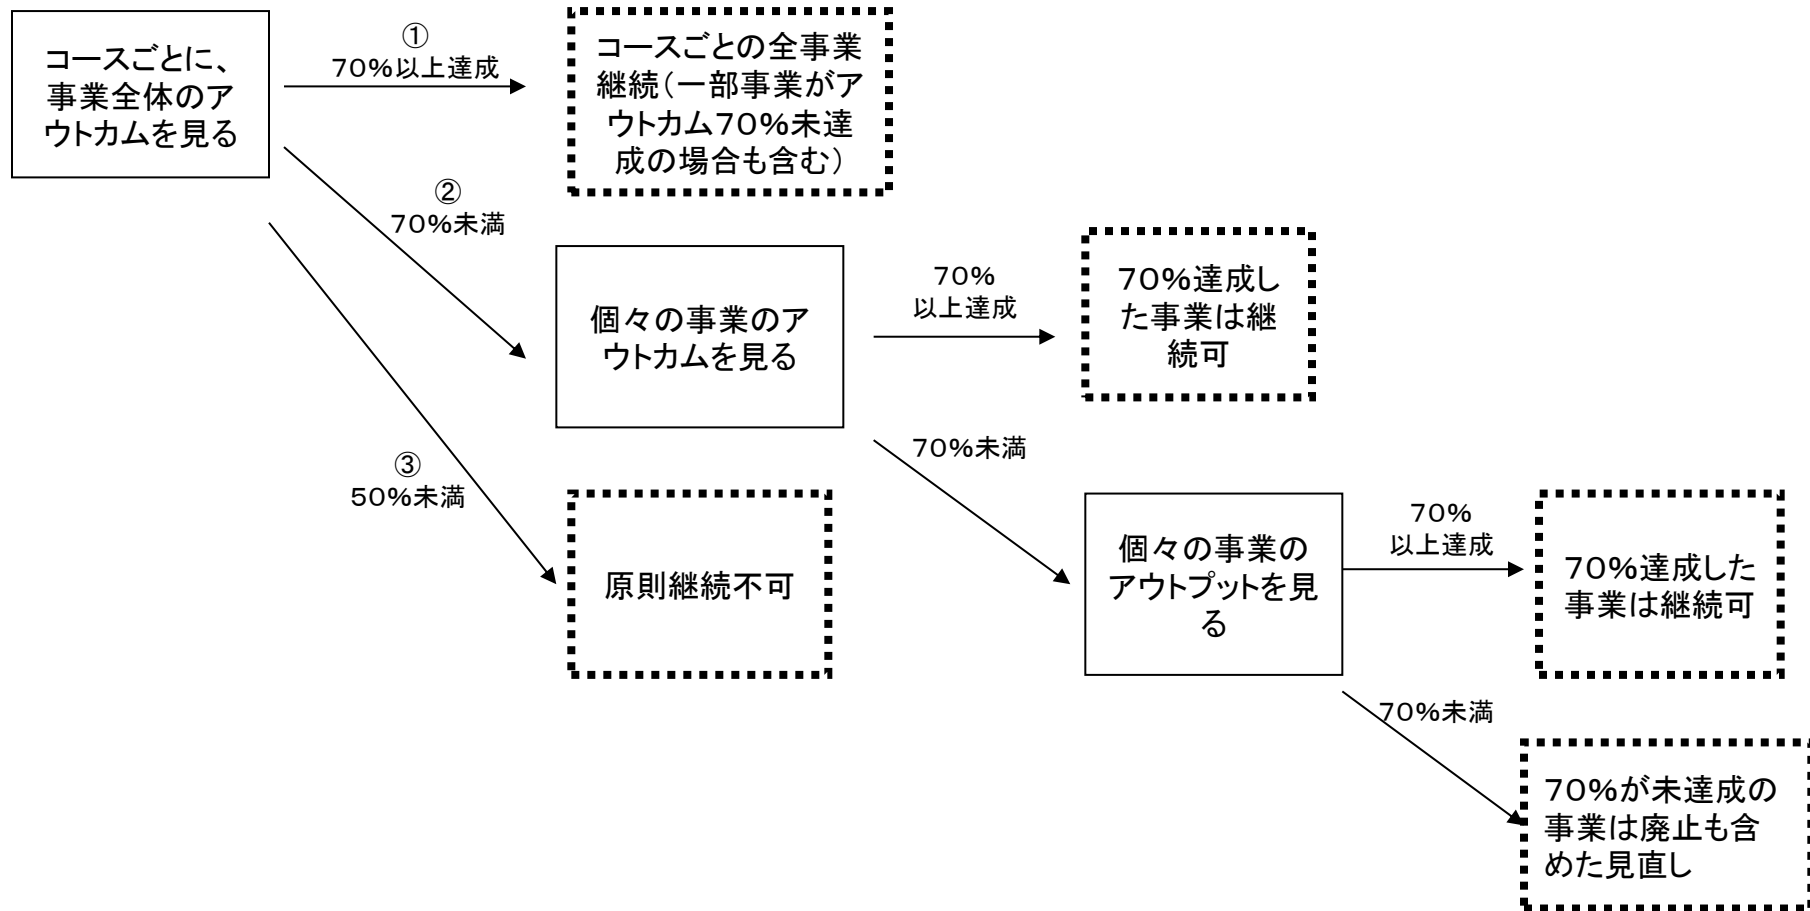 コースごとに、
事業全体のア
ウトカムを見る
①
70%以上達成
コースごとの全事業
継続(一部事業がア
ウトカム70%未達
成の場合も含む)
②
70%未満
個々の事業のア
ウトカムを見る
70%
以上達成
70%達成し
た事業は継
続可
③
50%未満
原則継続不可
70%未満
個々の事業の
アウトプットを見
る
70%
以上達成
70%達成した
事業は継続可
70%未満
70%が未達成の
事業は廃止も含
めた見直し